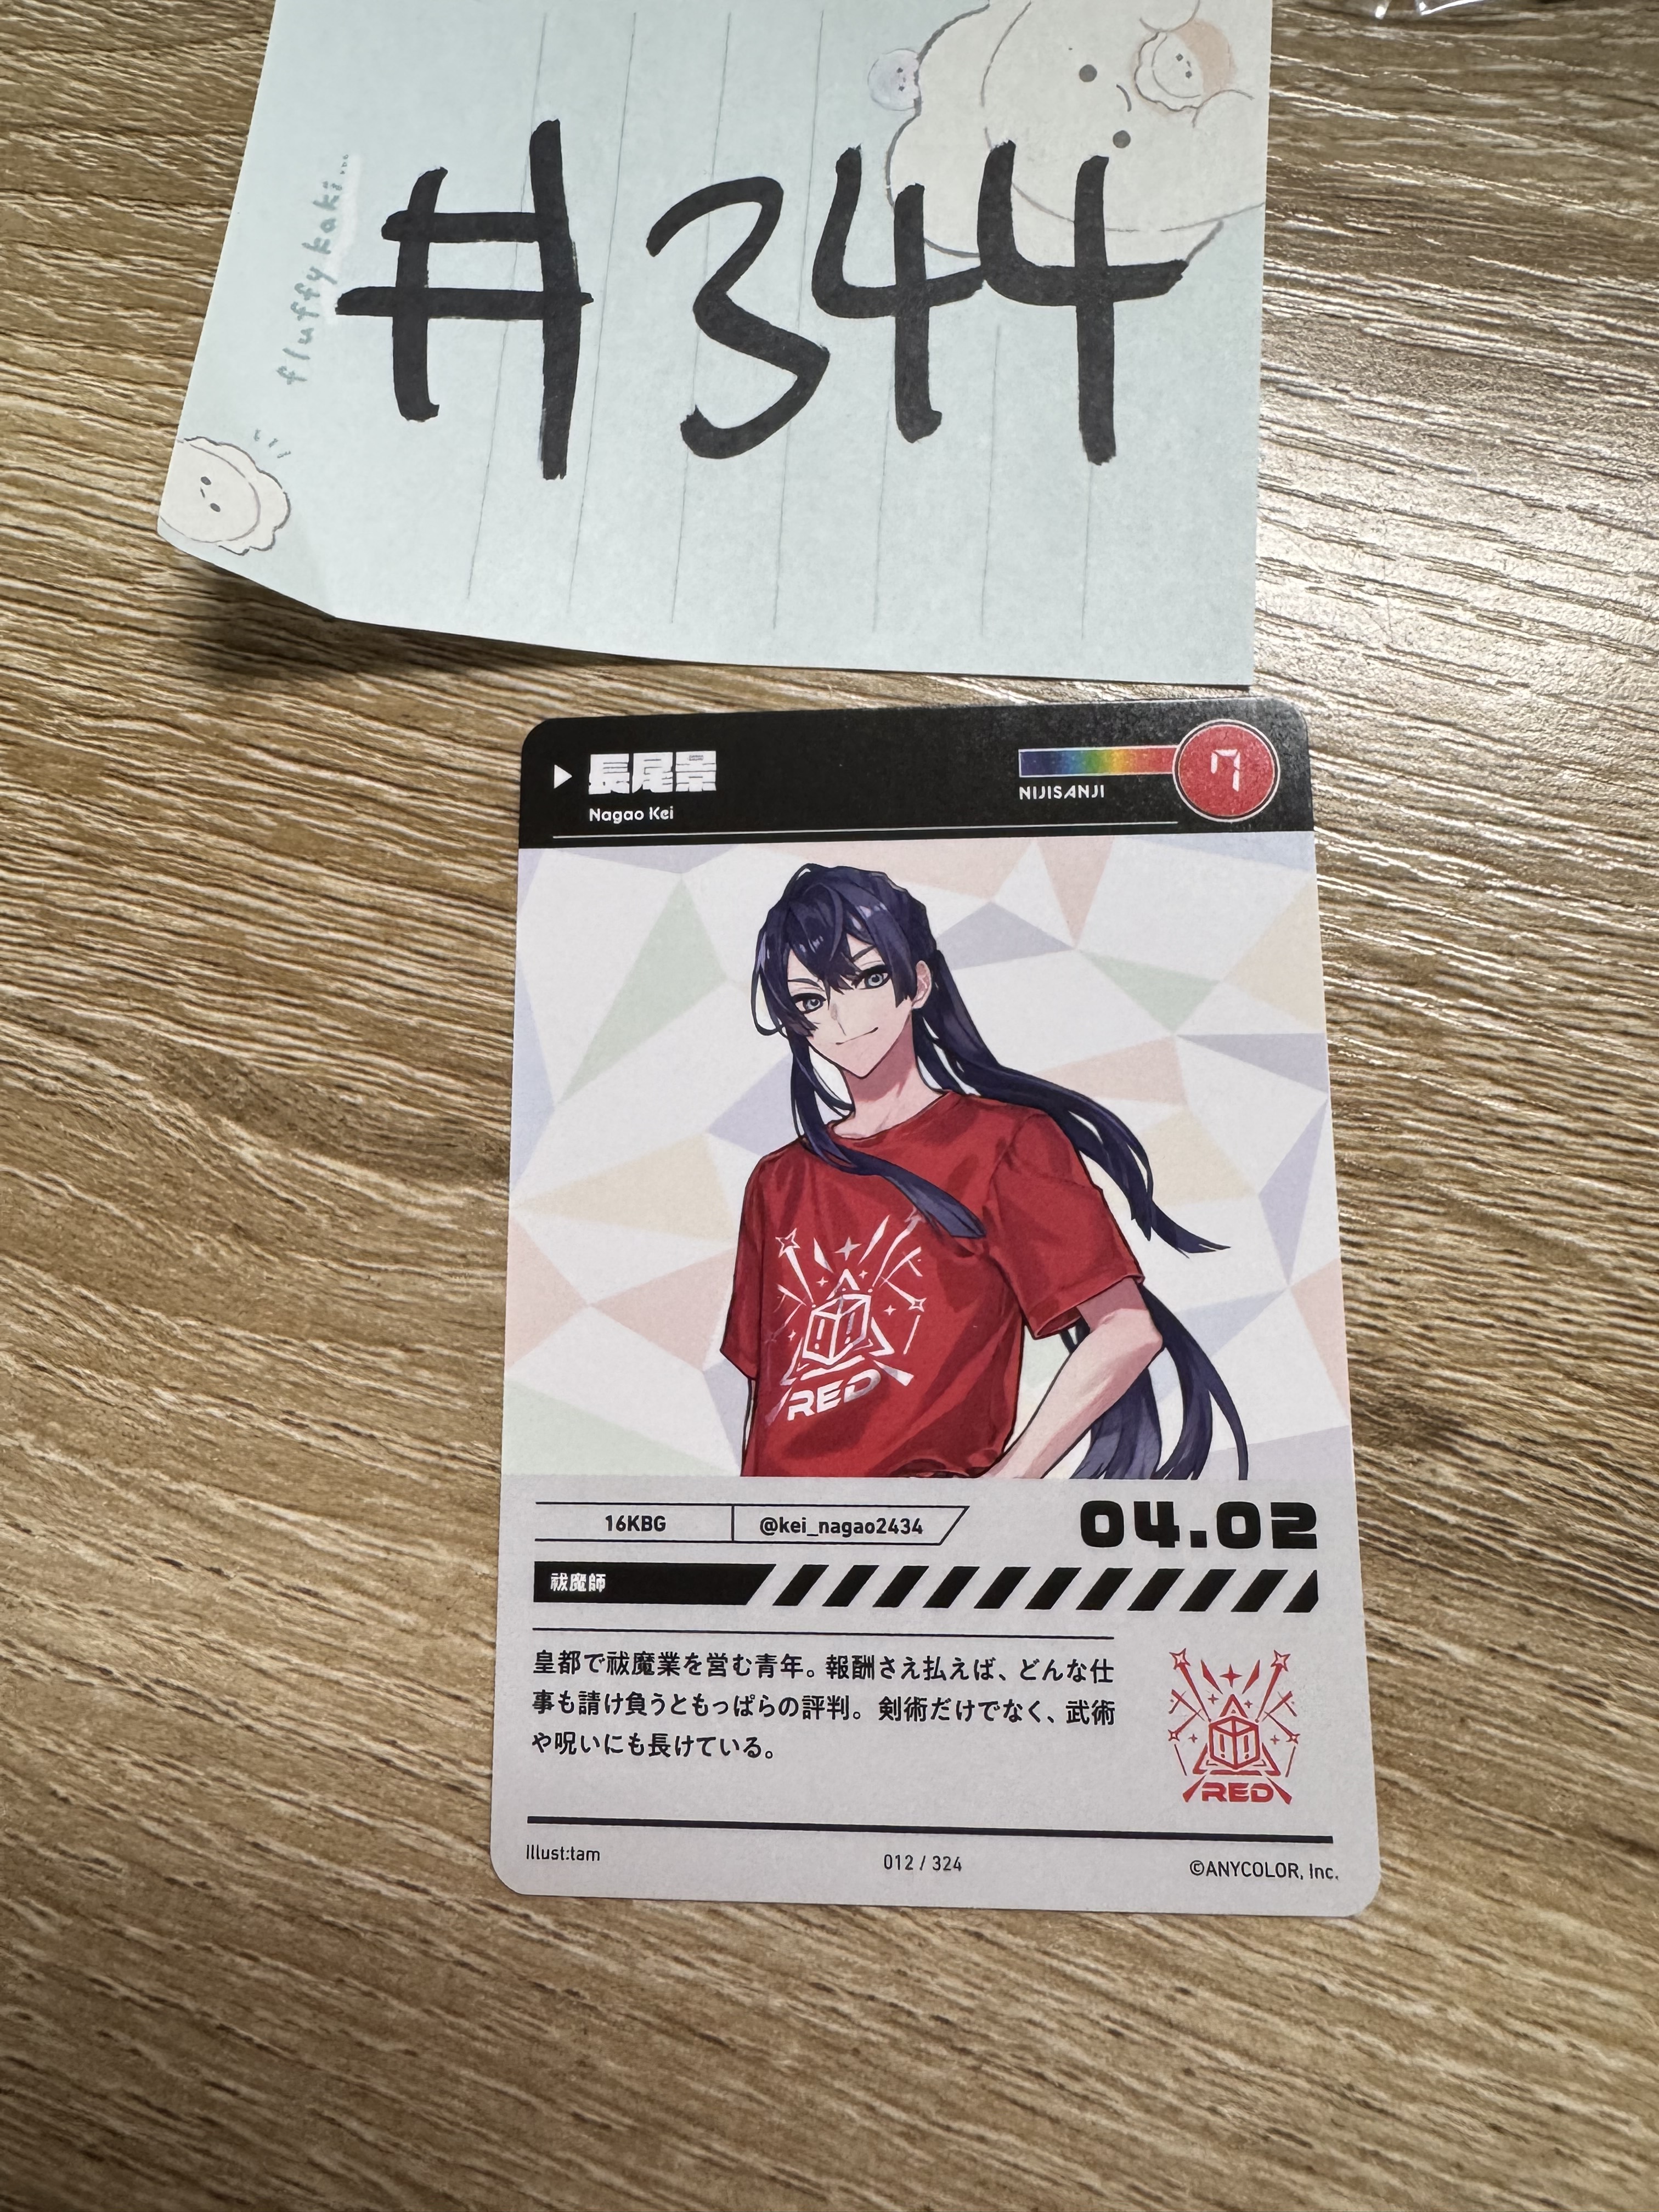 #344
fluffy kaki...
長尾景
Nagao Kei
NIJISANJI
7
RED
16KBG
@kei_nagao2434
04.02
祓魔師
皇都で祓魔業を営む青年。報酬さえ払えば、どんな仕
事も請け負うともっぱらの評判。剣術だけでなく、武術
や呪いにも長けている。
RED
Illust:tam
012 / 324
©ANYCOLOR, Inc.